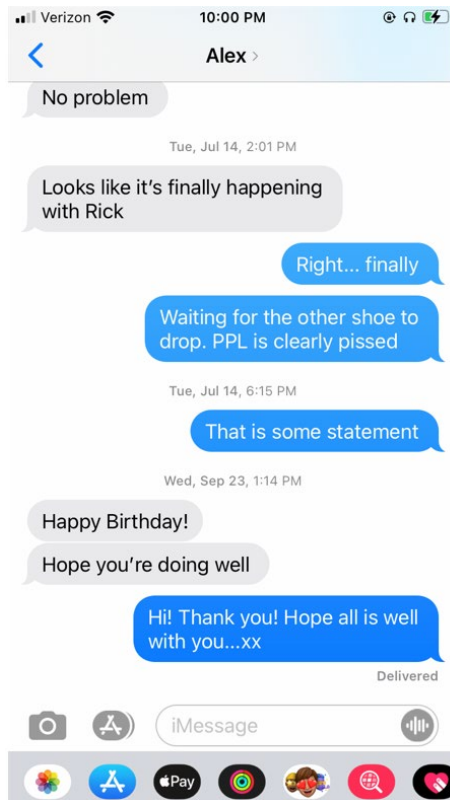 Verizon 10:00 PM
Alex
No problem
Tue, Jul 14, 2:01 PM
Looks like it's finally happening
with Rick
Right... finally
Waiting for the other shoe to
drop. PPL is clearly pissed
Tue, Jul 14, 6:15 PM
That is some statement
Wed, Sep 23, 1:14 PM
Happy Birthday!
Hope you're doing well
Hi! Thank you! Hope all is well
with you...xx
Delivered
iMessage
Pay